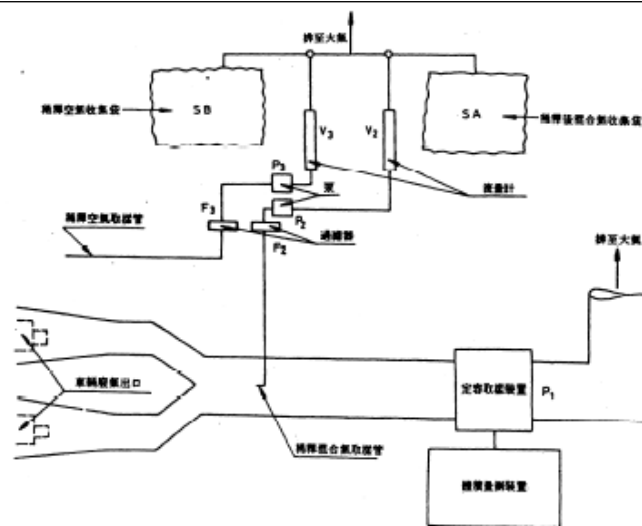 排至大氣
SB
SA
稀釋空氣收集袋
稀釋後混合氣收集袋
V3
V2
P3
泵
流量計
F3
P2
稀釋空氣取樣管
過濾器
F2
排至大氣
車輛廢氣出口
定容取樣裝置
P1
稀釋混合氣取樣管
體積量測裝置